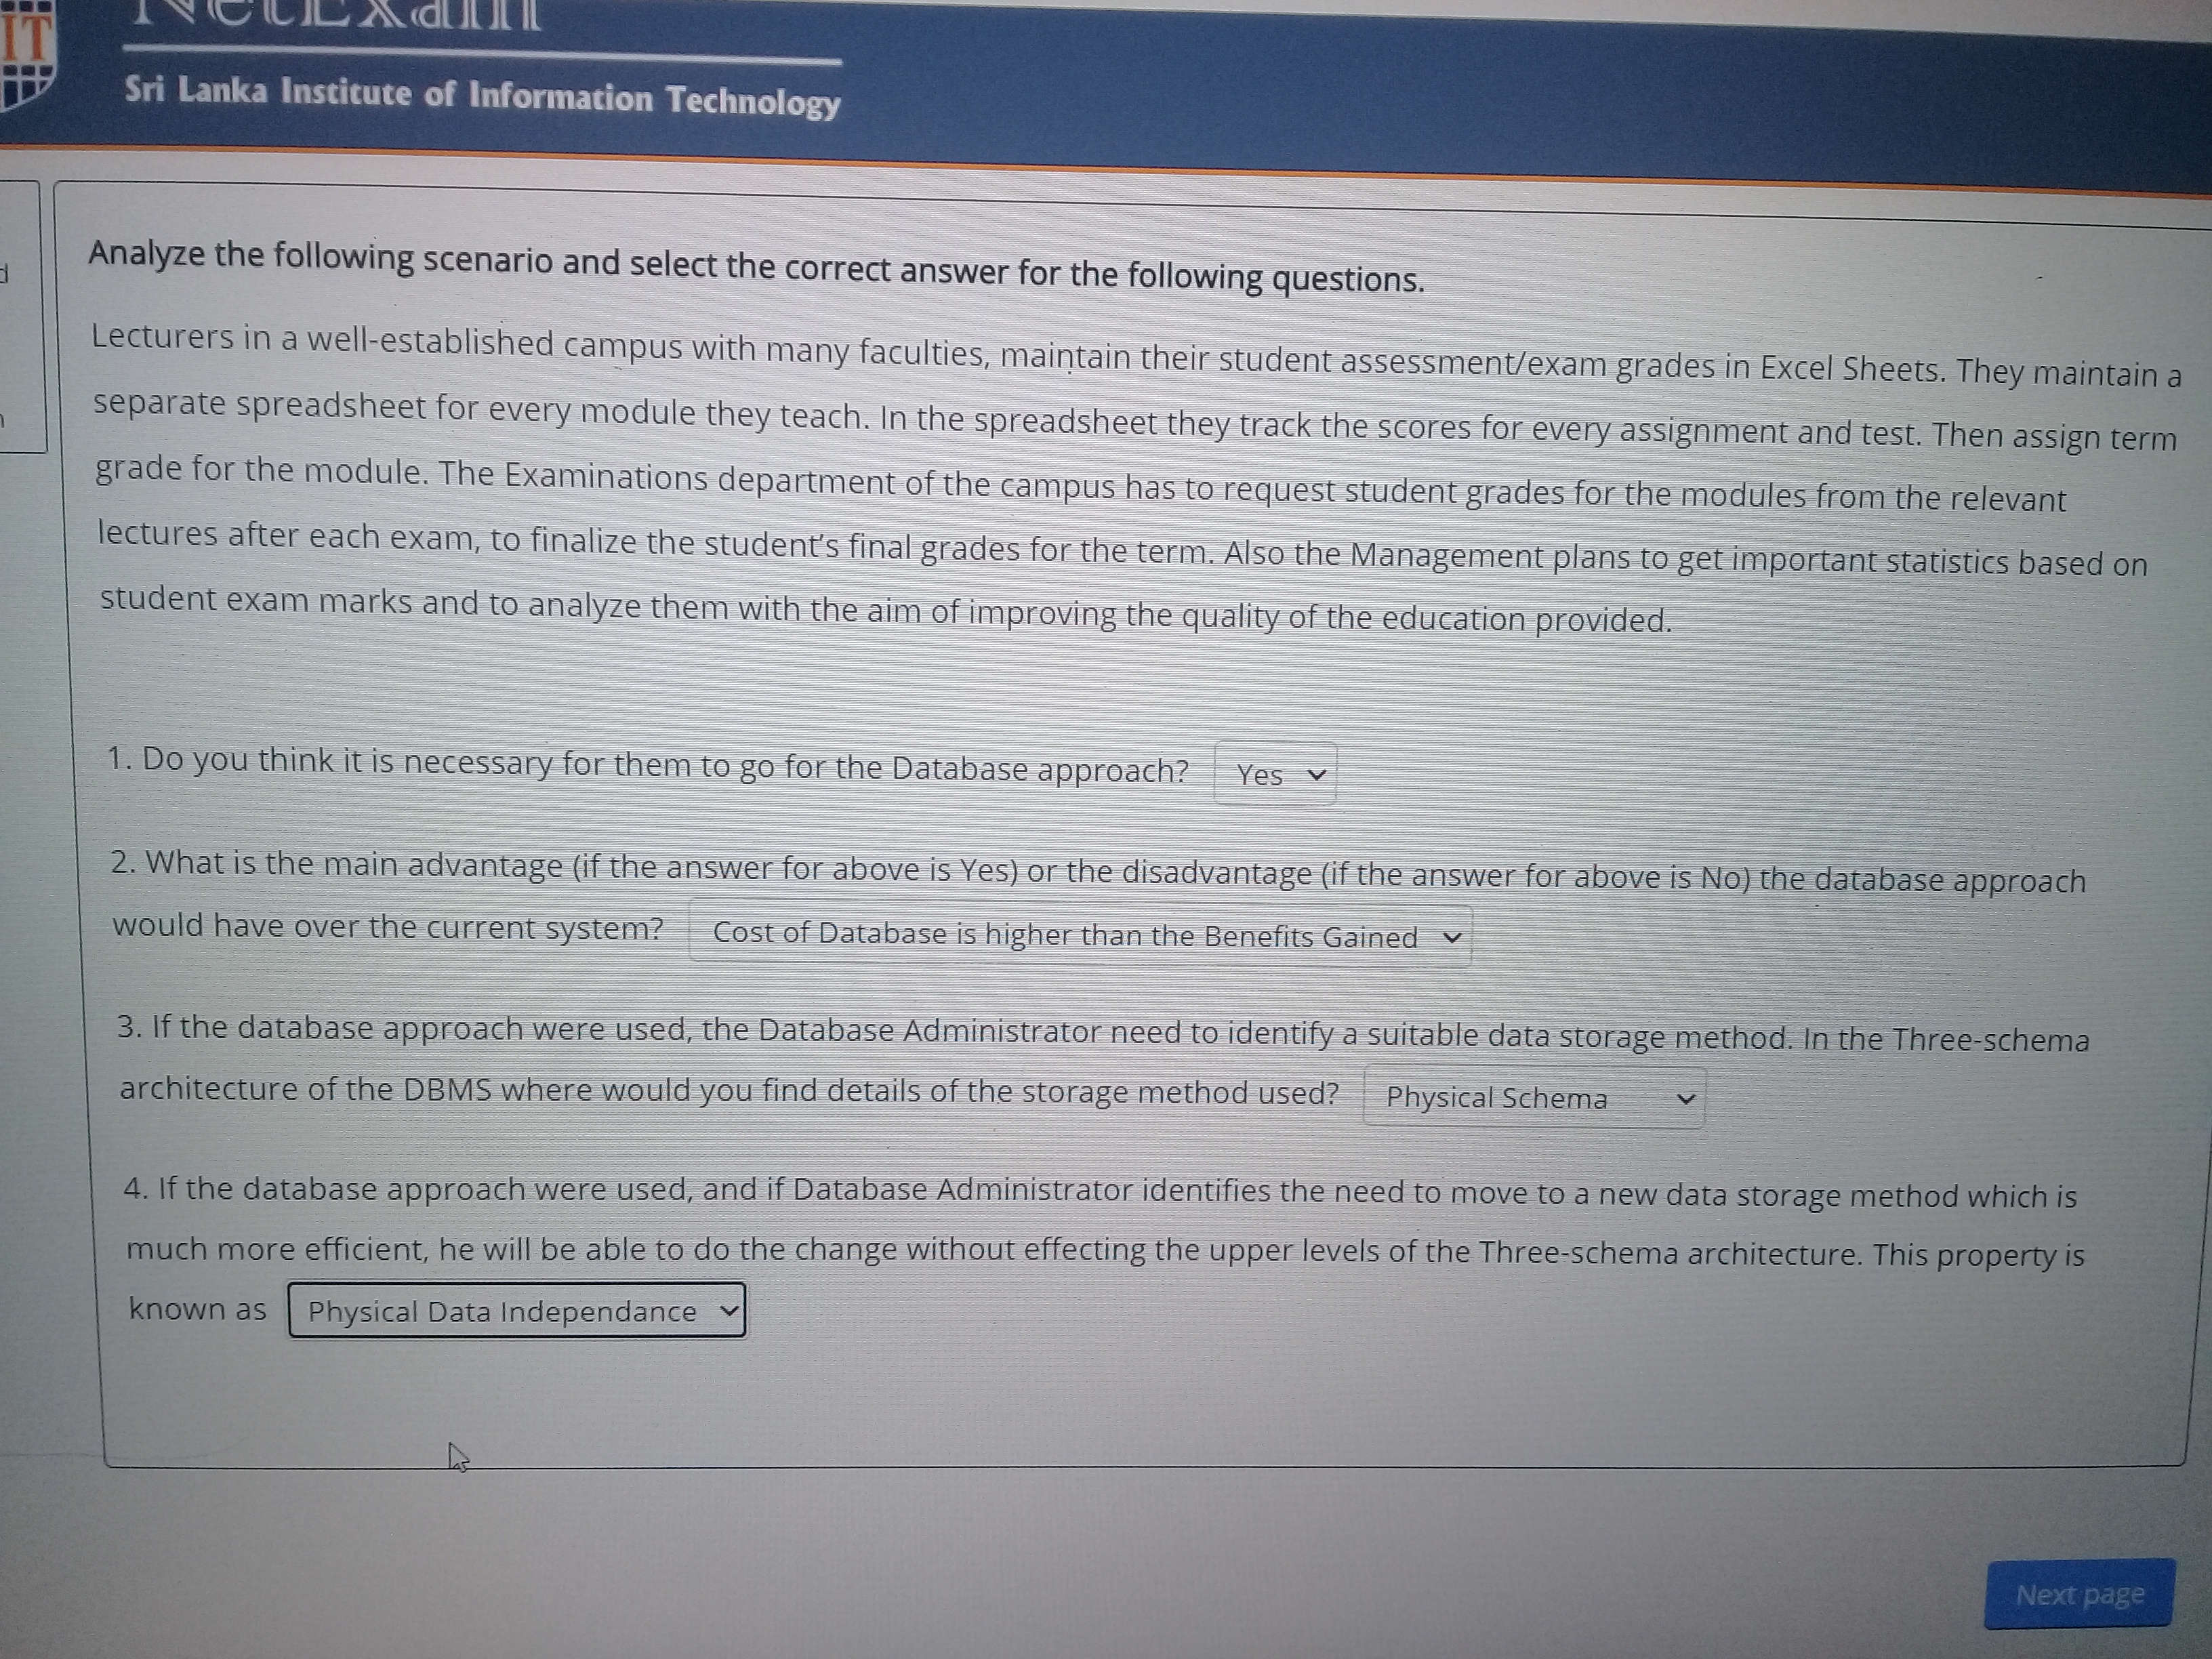 NetExam
IT
Sri Lanka Institute of Information Technology
Analyze the following scenario and select the correct answer for the following questions.
Lecturers in a well-established campus with many faculties, maintain their student assessment/exam grades in Excel Sheets. They maintain a
separate spreadsheet for every module they teach. In the spreadsheet they track the scores for every assignment and test. Then assign term
grade for the module. The Examinations department of the campus has to request student grades for the modules from the relevant
lectures after each exam, to finalize the student's final grades for the term. Also the Management plans to get important statistics based on
student exam marks and to analyze them with the aim of improving the quality of the education provided.
1. Do you think it is necessary for them to go for the Database approach? Yes
2. What is the main advantage (if the answer for above is Yes) or the disadvantage (if the answer for above is No) the database approach
would have over the current system? Cost of Database is higher than the Benefits Gained
3. If the database approach were used, the Database Administrator need to identify a suitable data storage method. In the Three-schema
architecture of the DBMS where would you find details of the storage method used? Physical Schema
4. If the database approach were used, and if Database Administrator identifies the need to move to a new data storage method which is
much more efficient, he will be able to do the change without effecting the upper levels of the Three-schema architecture. This property is
known as Physical Data Independance
Next page